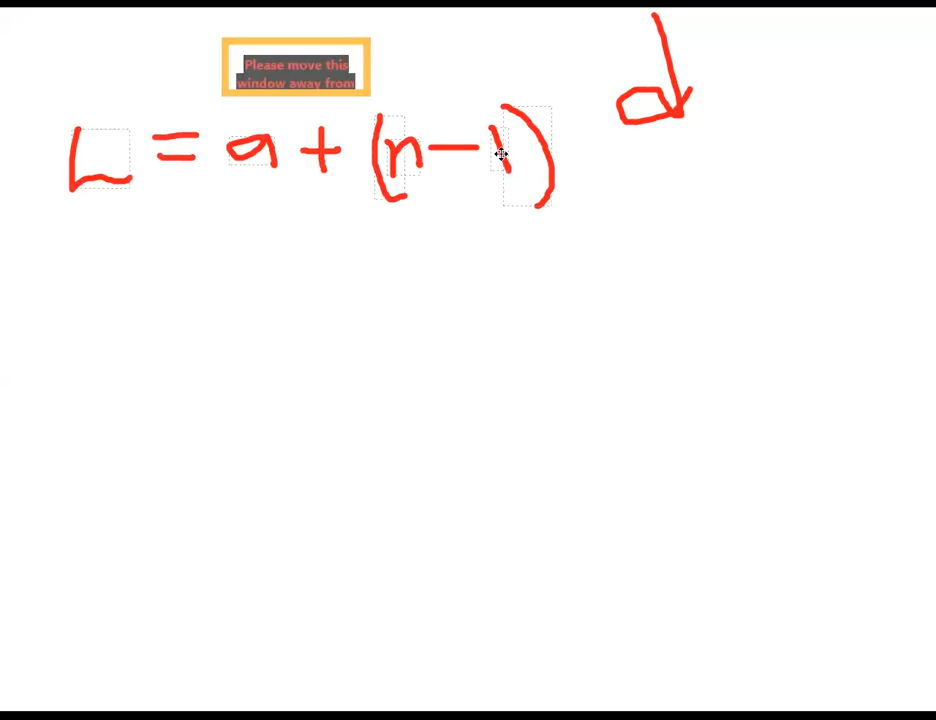 Please move this
window away from
L = a + (n - 1) d